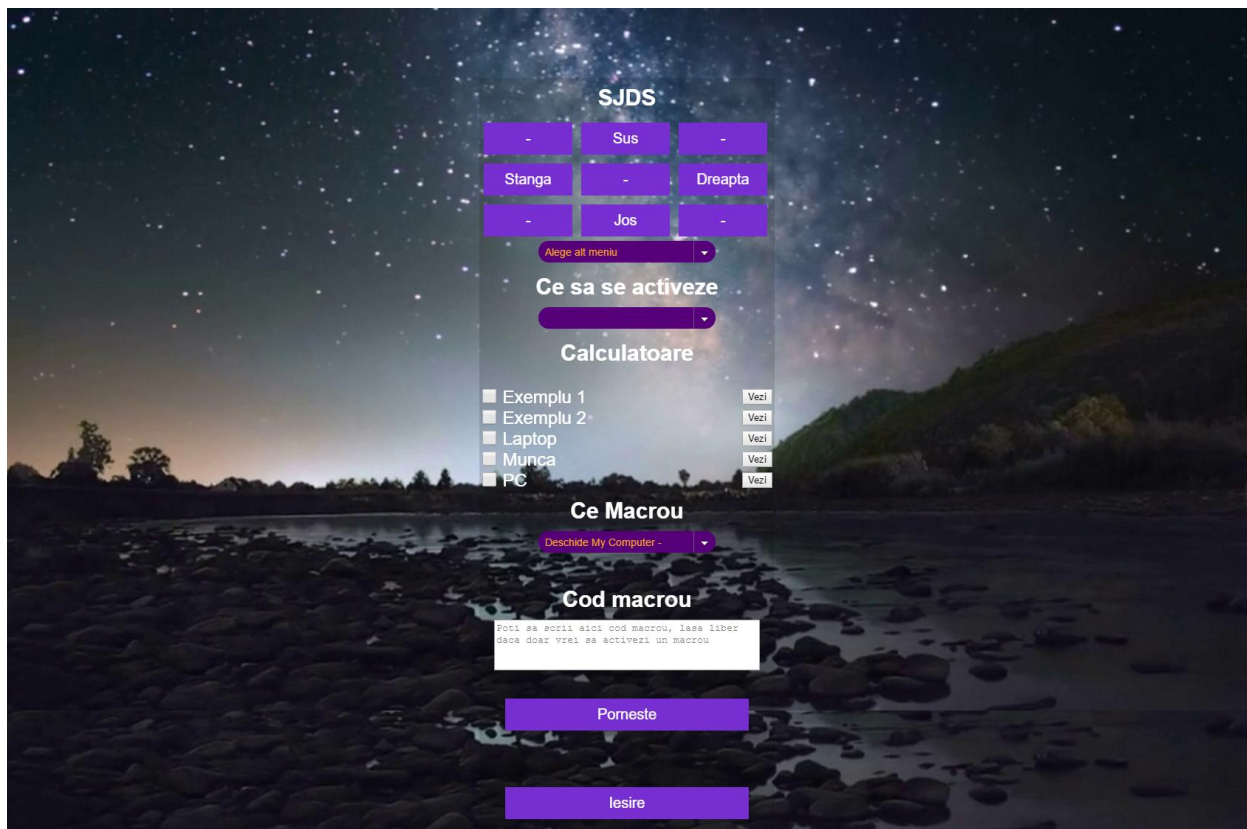 SJDS
- Sus -
Stanga - Dreapta
- Jos -
Alege alt meniu
Ce sa se activeze
Calculatoare
Exemplu 1 Vezi
Exemplu 2 Vezi
Laptop Vezi
Munca Vezi
PC Vezi
Ce Macrou
Deschide My Computer -
Cod macrou
Poti sa scrii aici cod macrou, lasa liber
daca doar vrei sa activezi un macrou
Porneste
Iesire